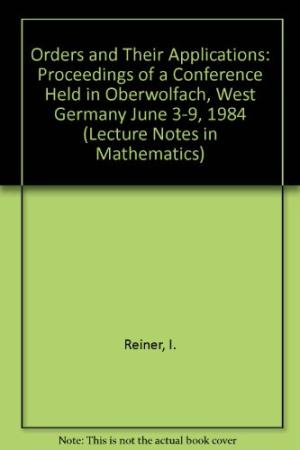 Orders and Their Applications:
Proceedings of a Conference
Held in Oberwolfach, West
Germany June 3-9, 1984
(Lecture Notes in
Mathematics)
Reiner, I.
Note: This is not the actual book cover